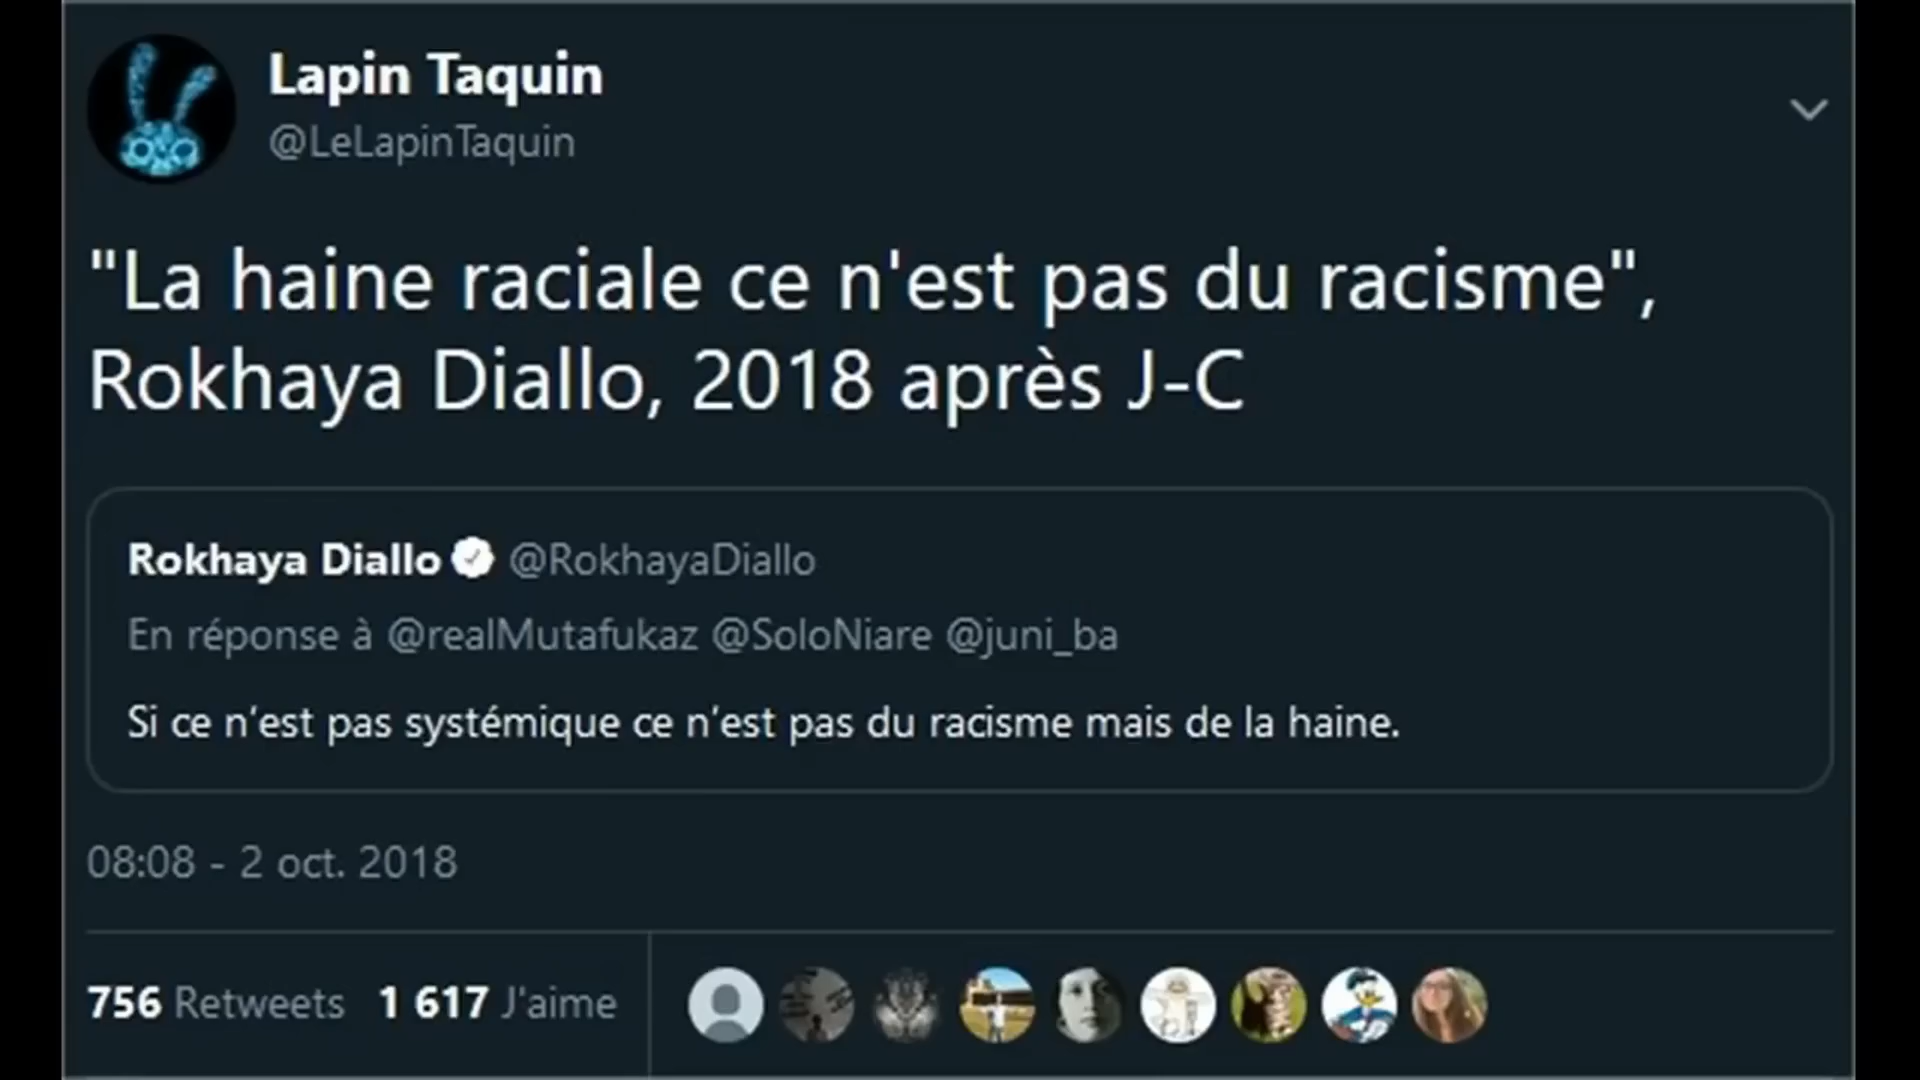 Lapin Taquin
@LeLapinTaquin
"La haine raciale ce n'est pas du racisme",
Rokhaya Diallo, 2018 après J-C
Rokhaya Diallo @RokhayaDiallo
En réponse à @realMutafukaz @SoloNiare @juni_ba
Si ce n’est pas systémique ce n’est pas du racisme mais de la haine.
08:08 - 2 oct. 2018
756 Retweets 1 617 J'aime